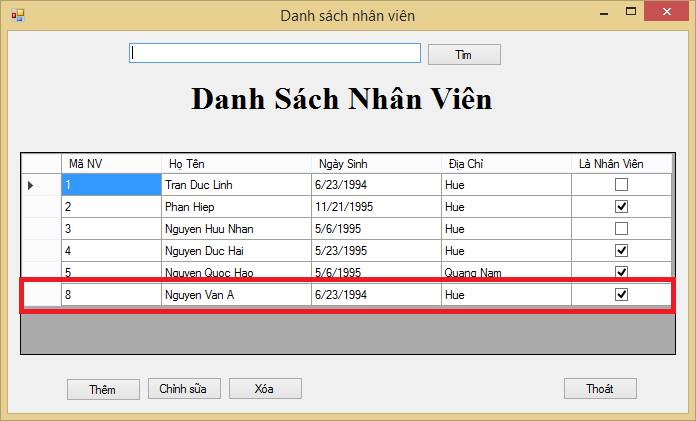 Danh sách nhân viên
Tìm
Danh Sách Nhân Viên
Mã NV Họ Tên Ngày Sinh Địa Chỉ Là Nhân Viên
1 Tran Duc Linh 6/23/1994 Hue
2 Phan Hiep 11/21/1995 Hue
3 Nguyen Huu Nhan 5/6/1995 Hue
4 Nguyen Duc Hai 5/23/1995 Hue
5 Nguyen Quoc Hao 5/6/1995 Quang Nam
8 Nguyen Van A 6/23/1994 Hue
Thêm Chỉnh sữa Xóa Thoát